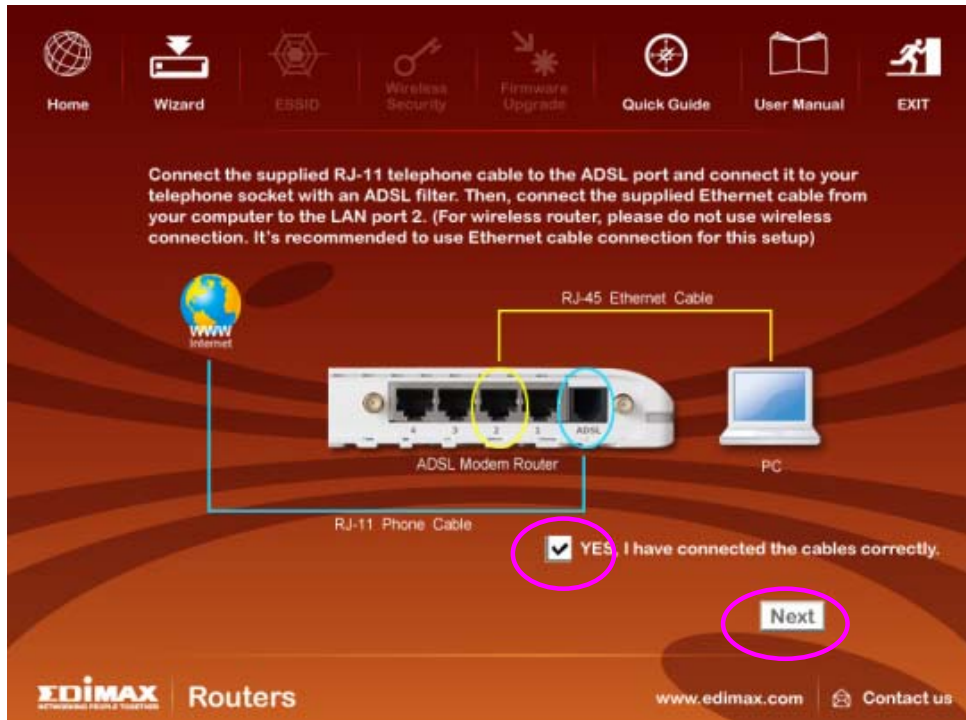 Home
Wizard
ESSID
Wireless
Security
Firmware
Upgrade
Quick Guide
User Manual
EXIT
Connect the supplied RJ-11 telephone cable to the ADSL port and connect it to your
telephone socket with an ADSL filter. Then, connect the supplied Ethernet cable from
your computer to the LAN port 2. (For wireless router, please do not use wireless
connection. It's recommended to use Ethernet cable connection for this setup)
RJ-45 Ethernet Cable
WWW
Internet
4 3 2 1 ADSL
ADSL Modem Router
PC
RJ-11 Phone Cable
YES, I have connected the cables correctly.
Next
EDIMAX
NETWORKING PEOPLE TOGETHER
Routers
www.edimax.com
Contact us